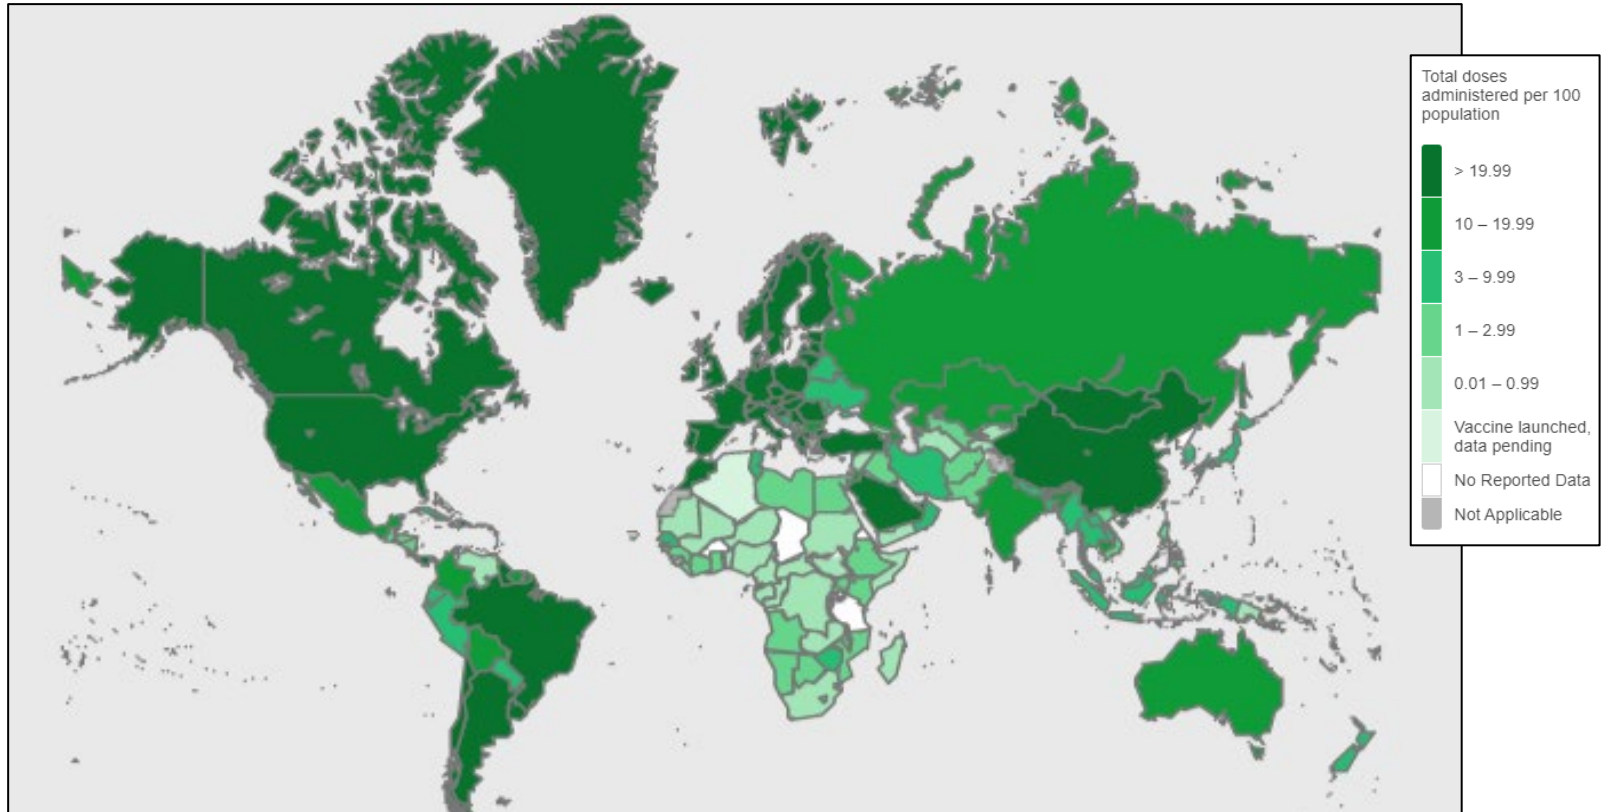 Total doses
administered per 100
population
> 19.99
10 – 19.99
3 – 9.99
1 – 2.99
0.01 – 0.99
Vaccine launched,
data pending
No Reported Data
Not Applicable